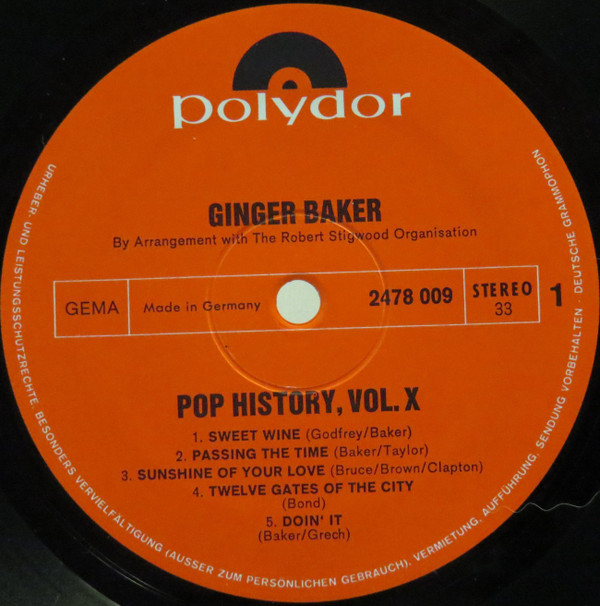 polydor
GINGER BAKER
By Arrangement with The Robert Stigwood Organisation
GEMA
Made in Germany
2478 009
STEREO
33
1
POP HISTORY, VOL. X
1. SWEET WINE (Godfrey/Baker)
2. PASSING THE TIME (Baker/Taylor)
3. SUNSHINE OF YOUR LOVE (Bruce/Brown/Clapton)
4. TWELVE GATES OF THE CITY
(Bond)
5. DOIN' IT
(Baker/Grech)
URHEBER- UND LEISTUNGSSCHUTZRECHTE, BESONDERS VERVIELFÄLTIGUNG (AUSSER ZUM PERSÖNLICHEN GEBRAUCH), VERMIETUNG, AUFFÜHRUNG, SENDUNG VORBEHALTEN · DEUTSCHE GRAMMOPHON